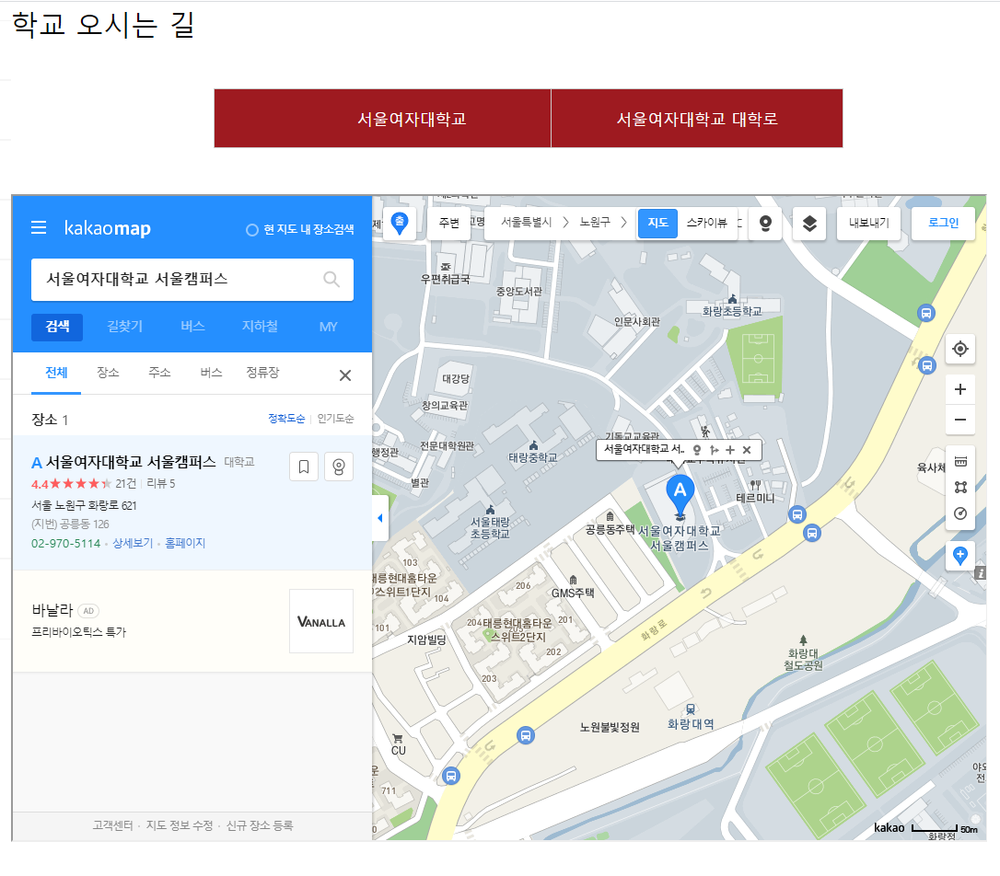 학교 오시는 길
서울여자대학교
서울여자대학교 대학로
kakaomap
현 지도 내 장소검색
서울여자대학교 서울캠퍼스
검색 길찾기 버스 지하철 MY
전체 장소 주소 버스 정류장
장소 1
정확도순 인기도순
A 서울여자대학교 서울캠퍼스 대학교
4.4 21건 리뷰 5
서울 노원구 화랑로 621
(지번) 공릉동 126
02-970-5114 · 상세보기 · 홈페이지
바날라 AD
프리바이오틱스 특가
VANALLA
고객센터 · 지도 정보 수정 · 신규 장소 등록
출
주변
서울특별시
노원구
지도
스카이뷰
내보내기
로그인
우편취급국
중앙도서관
인문사회관
화랑초등학교
대강당
창의교육관
전문대학원관
행정관
별관
태랑중학교
기독교교육관
서울여자대학교 서..
A
테르미니
서울태랑
초등학교
공릉동주택
서울여자대학교
서울캠퍼스
103
태릉현대홈타운
스위트1단지
104
101
GMS주택
206
204
태릉현대홈타운
205
201
스위트2단지
202
203
지암빌딩
화랑로
화랑대
철도공원
화랑대역
노원불빛정원
CU
711
육사체
야외
전
kakao
50m
화랑정